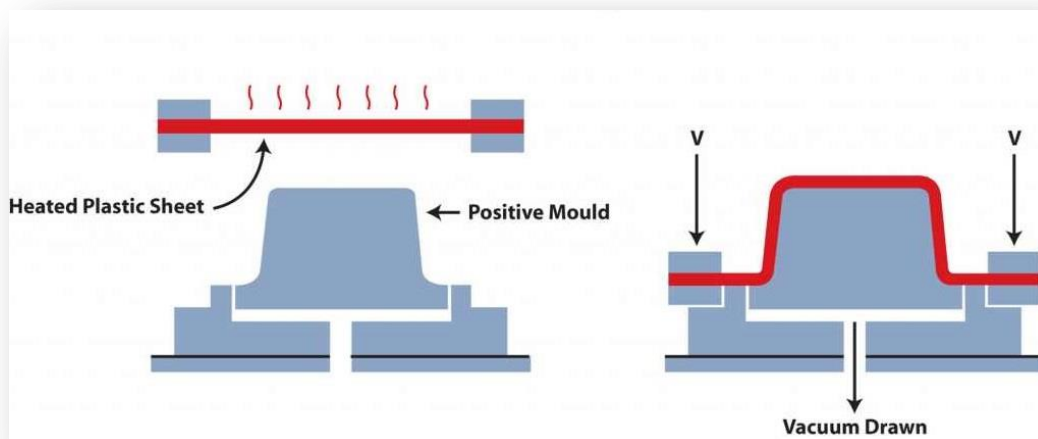 Heated Plastic Sheet
Positive Mould
V
V
Vacuum Drawn